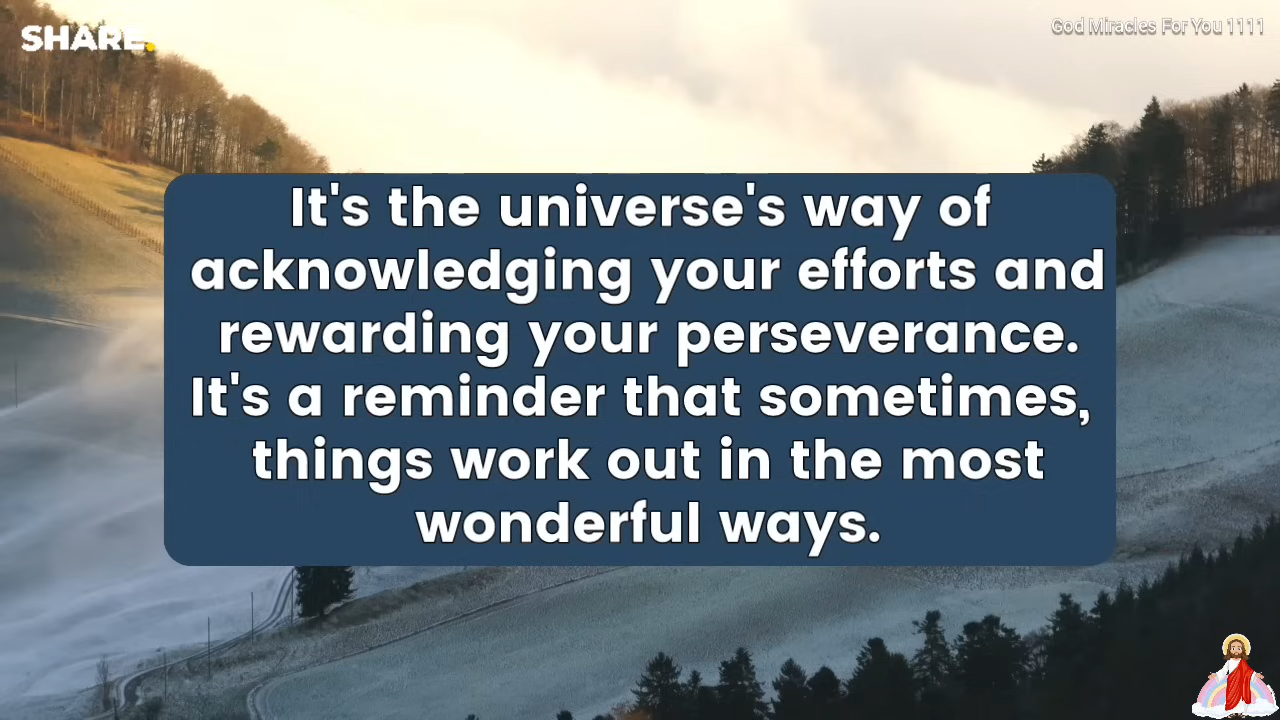 SHARE.
God Miracles For You 1111
It's the universe's way of
acknowledging your efforts and
rewarding your perseverance.
It's a reminder that sometimes,
things work out in the most
wonderful ways.